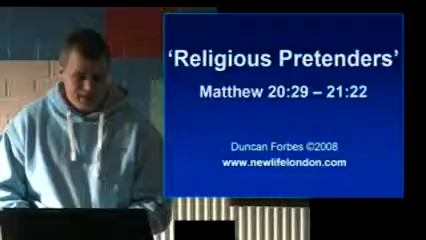 ‘Religious Pretenders’
Matthew 20:29 – 21:22
Duncan Forbes ©2008
www.newlifelondon.com